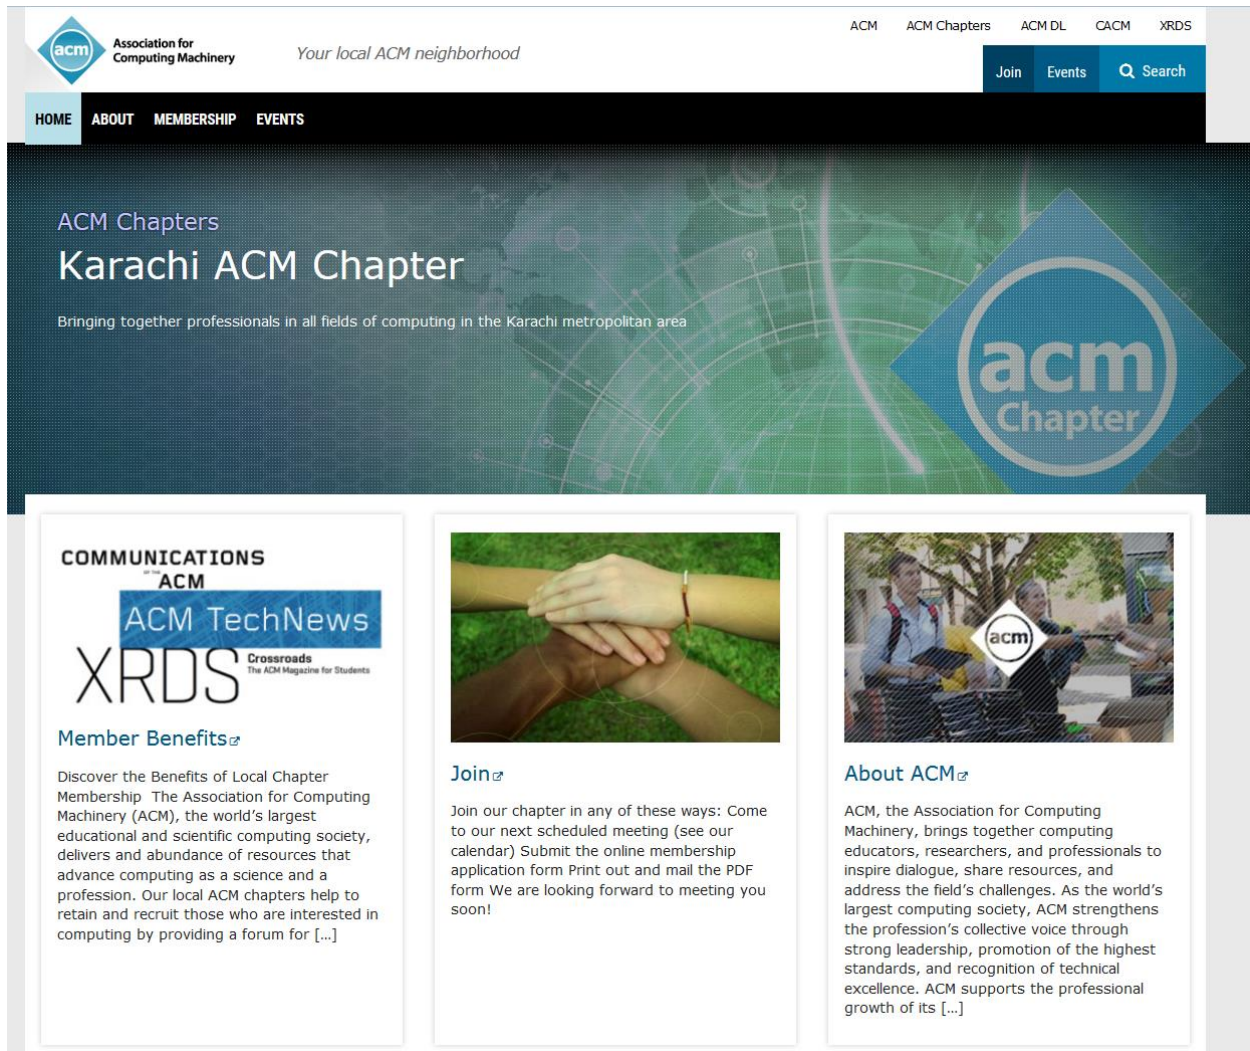 ACM ACM Chapters ACM DL CACM XRDS
acm
Association for
Computing Machinery
Your local ACM neighborhood
Join Events Search
HOME ABOUT MEMBERSHIP EVENTS
ACM Chapters
Karachi ACM Chapter
Bringing together professionals in all fields of computing in the Karachi metropolitan area
acm
Chapter
COMMUNICATIONS
OF THE
ACM
ACM TechNews
XRDS
Crossroads
The ACM Magazine for Students
Member Benefits
Discover the Benefits of Local Chapter
Membership The Association for Computing
Machinery (ACM), the world’s largest
educational and scientific computing society,
delivers and abundance of resources that
advance computing as a science and a
profession. Our local ACM chapters help to
retain and recruit those who are interested in
computing by providing a forum for […]
Join
Join our chapter in any of these ways: Come
to our next scheduled meeting (see our
calendar) Submit the online membership
application form Print out and mail the PDF
form We are looking forward to meeting you
soon!
acm
About ACM
ACM, the Association for Computing
Machinery, brings together computing
educators, researchers, and professionals to
inspire dialogue, share resources, and
address the field’s challenges. As the world’s
largest computing society, ACM strengthens
the profession’s collective voice through
strong leadership, promotion of the highest
standards, and recognition of technical
excellence. ACM supports the professional
growth of its […]